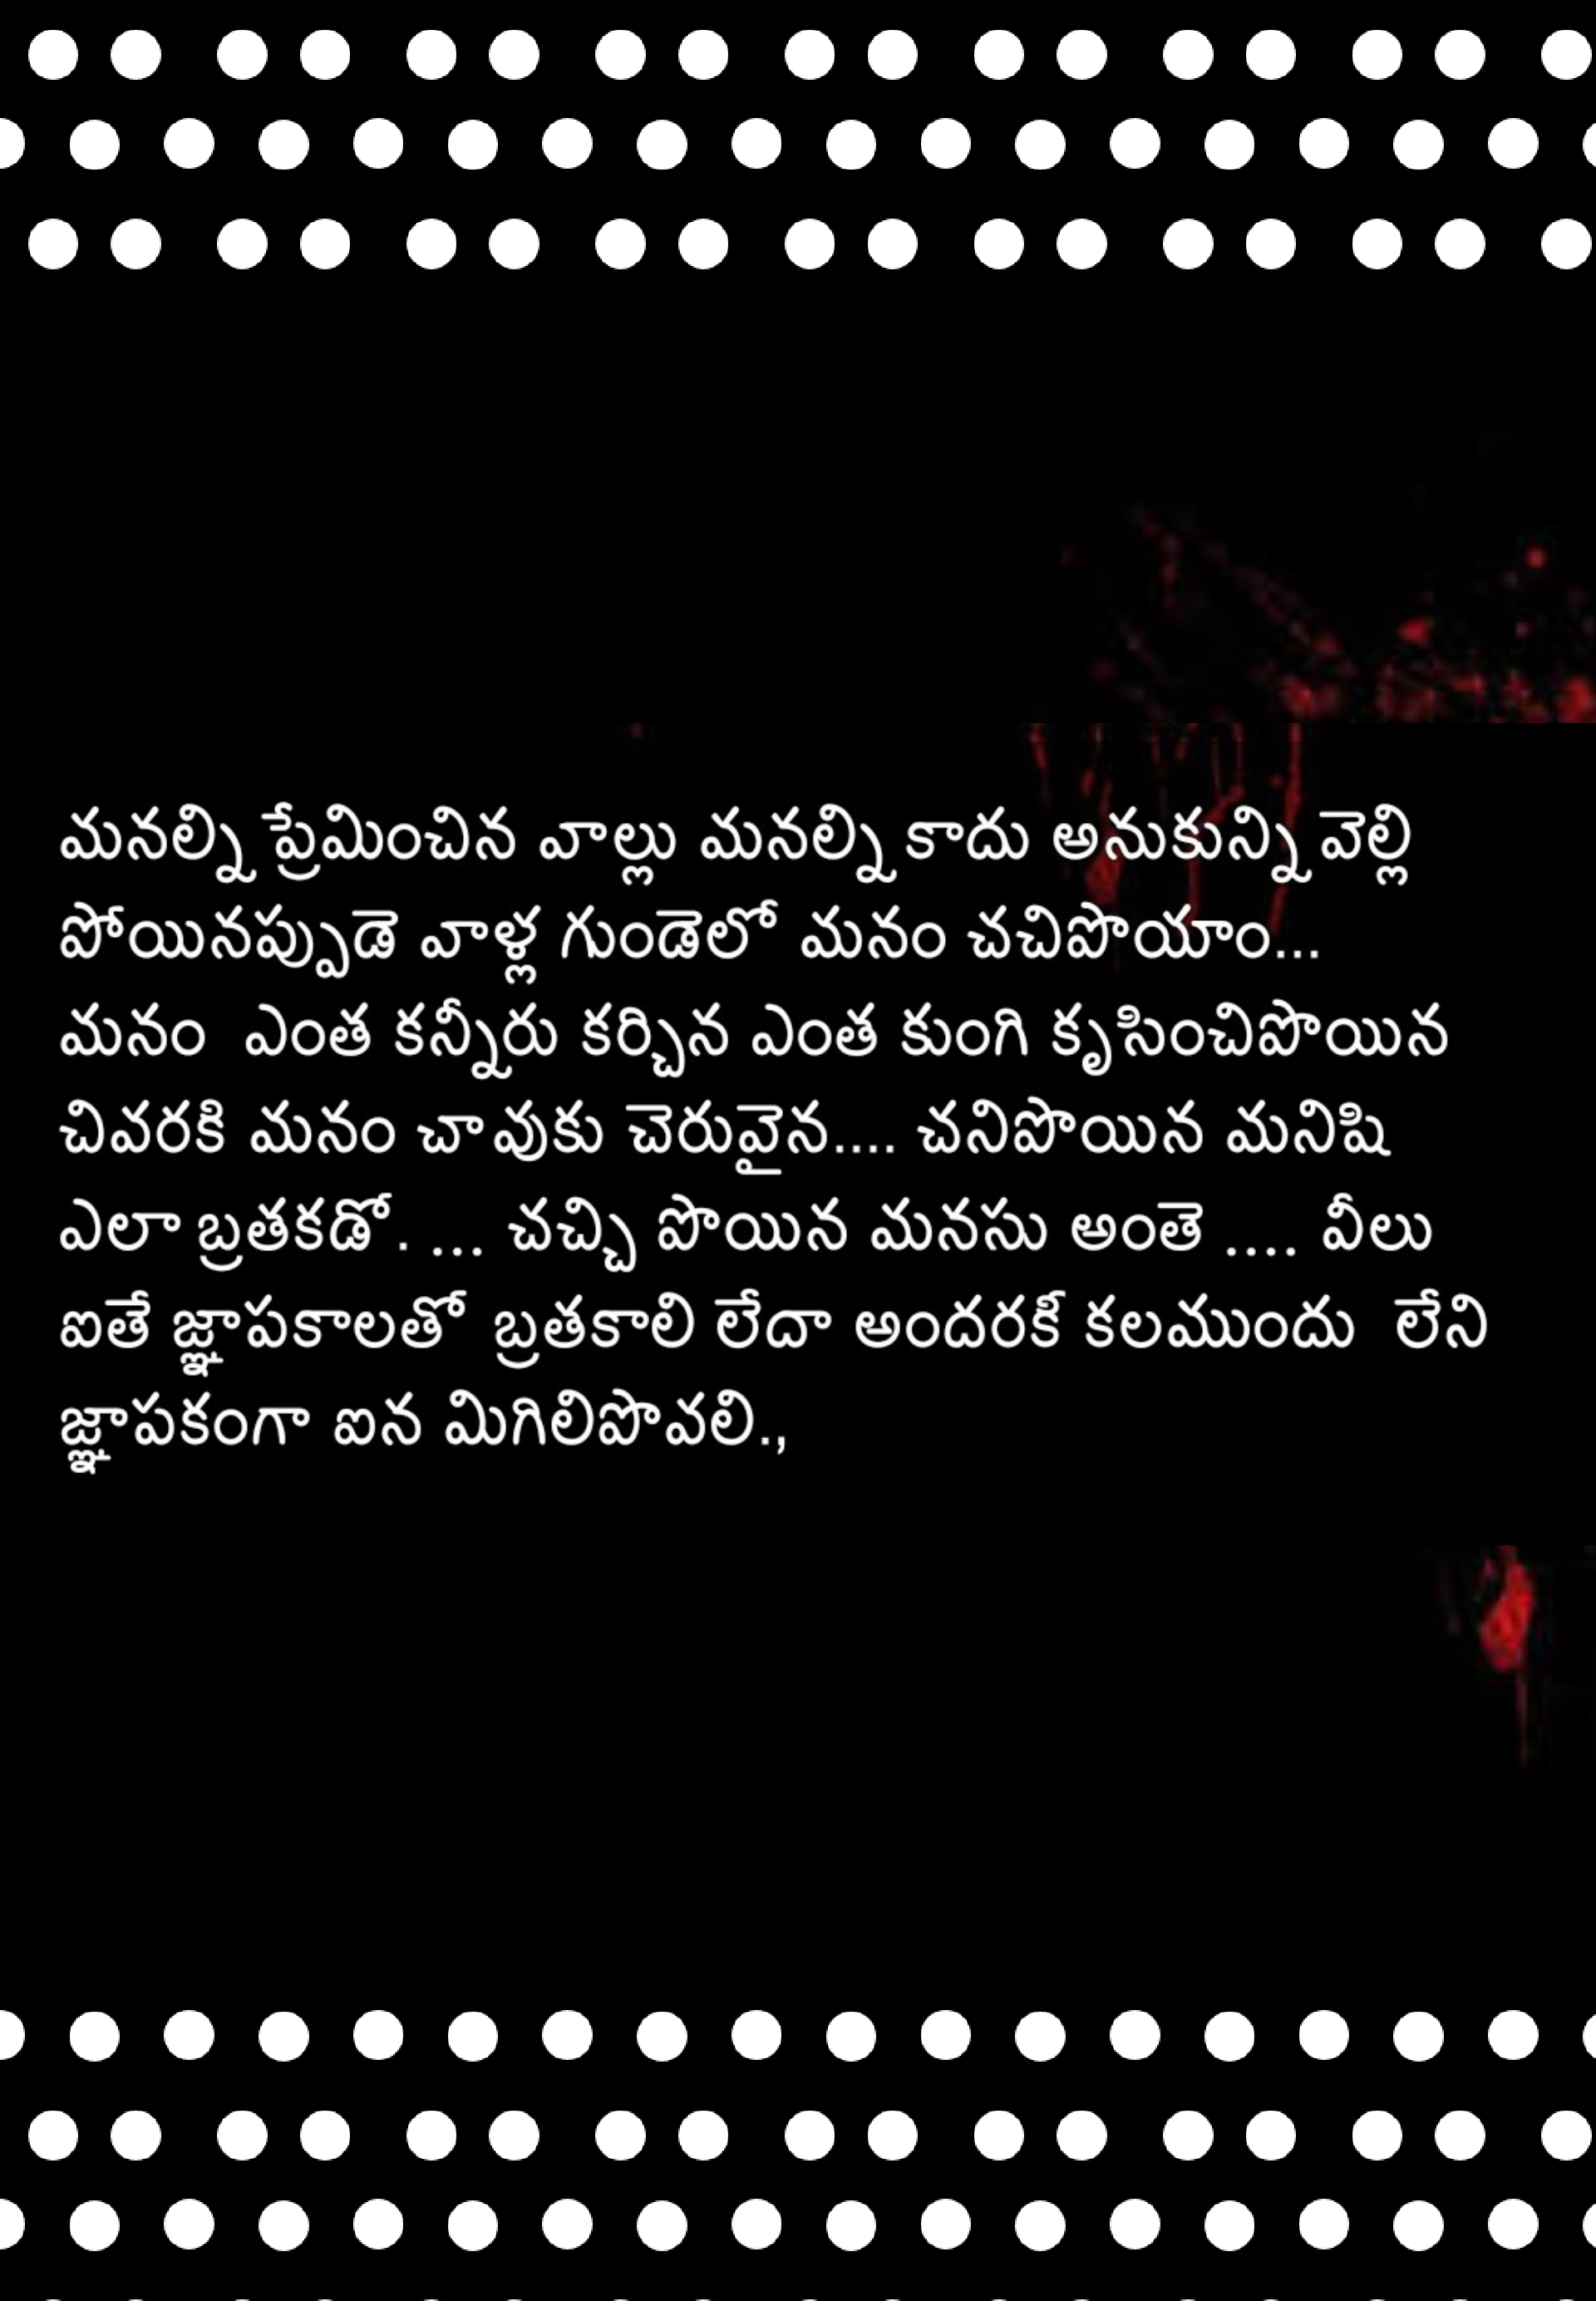 మనల్ని ప్రేమించిన వాల్లు మనల్ని కాదు అనుకున్ని వెల్లి
పోయినప్పుడె వాళ్ల గుండెలో మనం చచిపొయాం...
మనం ఎంత కన్నీరు కర్చిన ఎంత కుంగి కృసించిపొయిన
చివరకి మనం చావుకు చెరువైన.... చనిపొయిన మనిషి
ఎలా బ్రతకడో . ... చచ్చి పొయిన మనసు అంతె .... వీలు
ఐతే జ్ఞాపకాలతో బ్రతకాలి లేదా అందరకీ కలముందు లేని
జ్ఞాపకంగా ఐన మిగిలిపొవలి.,